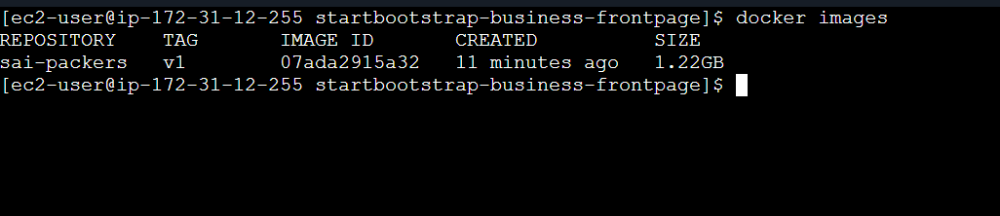 [ec2-user@ip-172-31-12-255 startbootstrap-business-frontpage]$ docker images
REPOSITORY    TAG       IMAGE ID       CREATED          SIZE
sai-packers   v1        07ada2915a32   11 minutes ago   1.22GB
[ec2-user@ip-172-31-12-255 startbootstrap-business-frontpage]$